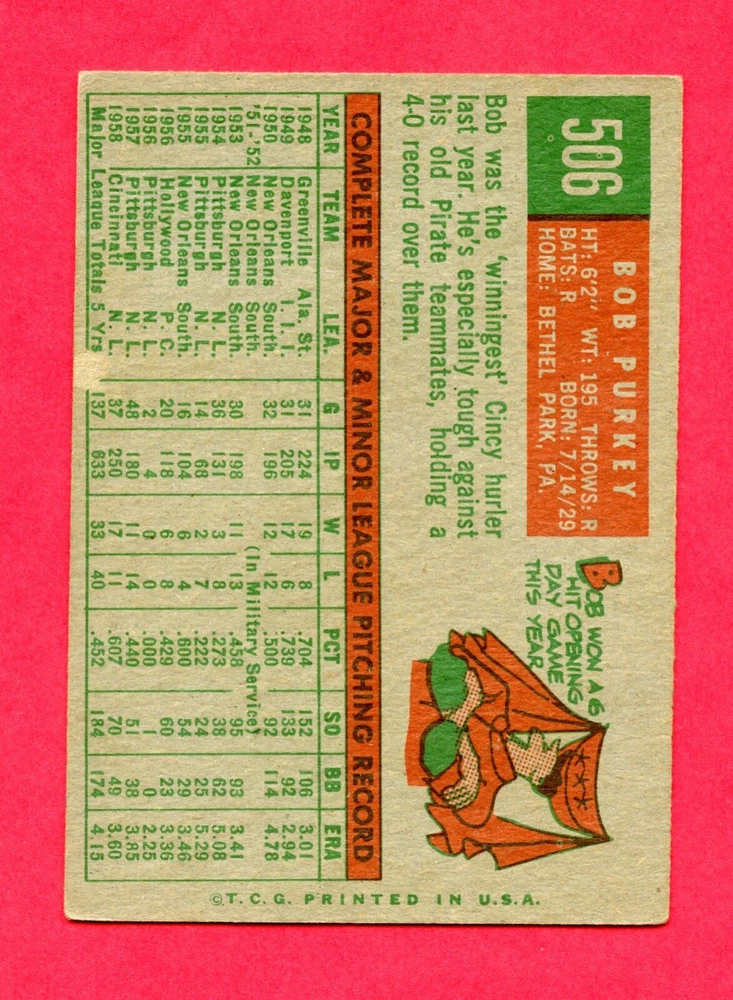 506
BOB PURKEY
HT: 6'2" WT: 195 THROWS: R
BATS: R BORN: 7/14/29
HOME: BETHEL PARK, PA.
Bob was the 'winningest' Cincy hurler
last year. He's especially tough against
his old Pirate teammates, holding a
4-0 record over them.
BOB WON A 6
HIT OPENING
DAY GAME
THIS YEAR
COMPLETE MAJOR & MINOR LEAGUE PITCHING RECORD
YEAR TEAM LEA. G IP W L PCT SO BB ERA
1948 Greenville Ala. St. 31 224 19 8 .704 152 106 3.01
1949 Davenport I. I. I. 31 205 17 6 .739 133 92 2.94
1950 New Orleans South. 32 196 12 12 .500 92 114 4.78
'51-'52 New Orleans South. (In Military Service)
1953 New Orleans South. 30 198 11 13 .458 95 93 3.41
1954 Pittsburgh N. L. 36 131 3 8 .273 38 62 5.08
1955 Pittsburgh N. L. 14 68 2 7 .222 24 25 5.29
1955 New Orleans South. 16 104 6 4 .600 54 29 3.46
1956 Hollywood P. C. 20 118 6 8 .429 60 23 3.36
1956 Pittsburgh N. L. 2 4 0 0 .000 1 0 2.25
1957 Pittsburgh N. L. 48 180 11 14 .440 51 38 3.85
1958 Cincinnati N. L. 37 250 17 11 .607 70 49 3.60
Major League Totals 5 Yrs 137 633 33 40 .452 184 174 4.15
© T. C. G. PRINTED IN U.S.A.